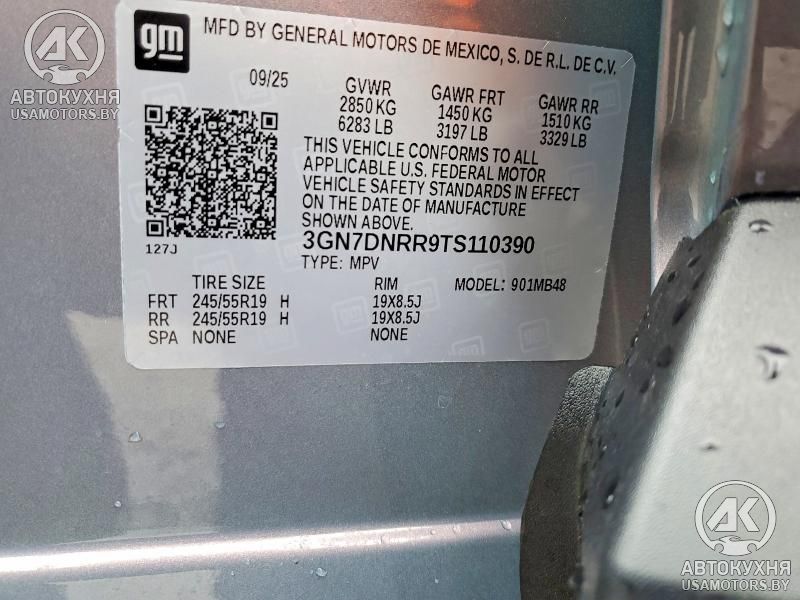 AK
АВТОКУХНЯ
USAMOTORS.BY
gm
MFD BY GENERAL MOTORS DE MEXICO, S. DE R.L. DE C.V.
09/25
GVWR GAWR FRT GAWR RR
2850 KG 1450 KG 1510 KG
6283 LB 3197 LB 3329 LB
THIS VEHICLE CONFORMS TO ALL
APPLICABLE U.S. FEDERAL MOTOR
VEHICLE SAFETY STANDARDS IN EFFECT
ON THE DATE OF MANUFACTURE
SHOWN ABOVE.
127J
3GN7DNRR9TS110390
TYPE: MPV MODEL: 901MB48
TIRE SIZE RIM
FRT 245/55R19 H 19X8.5J
RR 245/55R19 H 19X8.5J
SPA NONE NONE
AK
АВТОКУХНЯ
USAMOTORS.BY